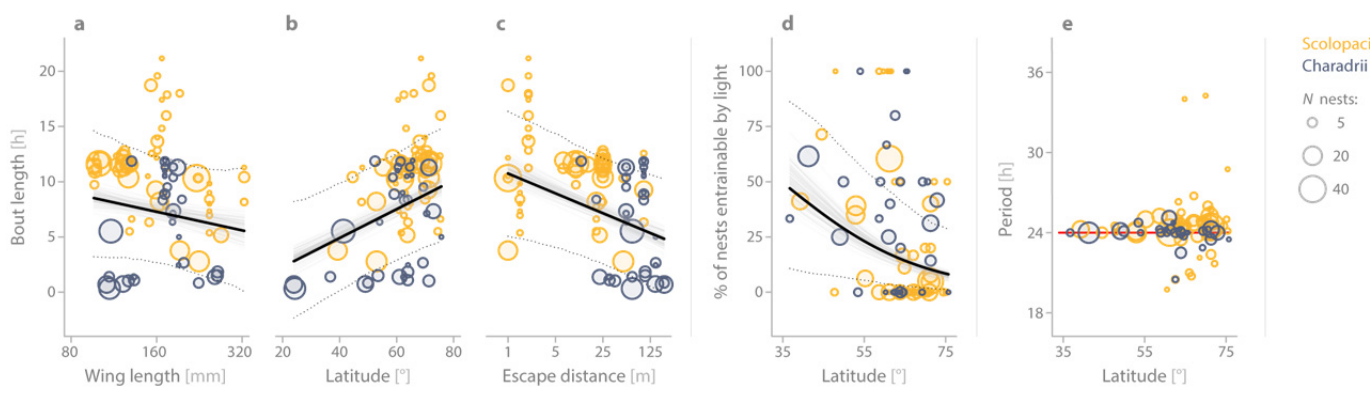 a
b
c
d
e
Bout length [h]
20
15
10
5
0
80 160 320
Wing length [mm]
20 40 60 80
Latitude [°]
1 5 25 125
Escape distance [m]
% of nests entrainable by light
100
75
50
25
0
35 55 75
Latitude [°]
Period [h]
36
30
24
18
35 55 75
Latitude [°]
Scolopaci
Charadrii
N nests:
5
20
40